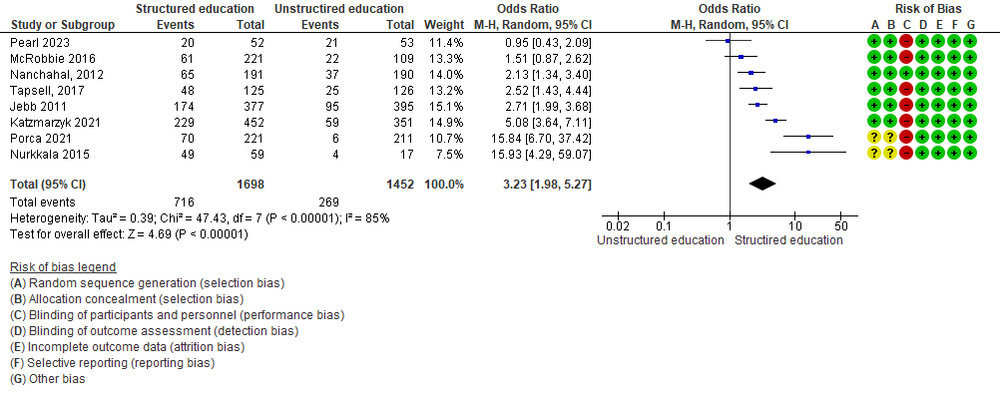 Structured education Unstrictired education Odds Ratio Odds Ratio Risk of Bias
Study or Subgroup Events Total Events Total Weight M-H, Random, 95% CI M-H, Random, 95% CI A B C D E F G
Pearl 2023 20 52 21 53 11.4% 0.95 [0.43, 2.09] + + - + + + +
McRobbie 2016 61 221 22 109 13.3% 1.51 [0.87, 2.62] + + - + + + +
Nanchahal, 2012 65 191 37 190 14.2% 2.13 [1.34, 3.40] + + + + + + +
Tapsell, 2017 48 125 25 126 13.2% 2.52 [1.43, 4.44] + + - + + + +
Jebb 2011 174 377 95 395 15.1% 2.71 [1.99, 3.68] + + - + + + +
Katzmarzyk 2021 229 452 59 351 14.9% 5.08 [3.64, 7.11] + + - + + + +
Porca 2021 70 221 6 211 10.7% 15.84 [6.70, 37.42] ? ? - + + + +
Nurkkala 2015 49 59 4 17 7.5% 15.93 [4.29, 59.07] ? ? - + + + +
Total (95% CI) 1698 1452 100.0% 3.23 [1.98, 5.27]
Total events 716 269
Heterogeneity: Tau² = 0.39; Chi² = 47.43, df = 7 (P < 0.00001); I² = 85%
Test for overall effect: Z = 4.69 (P < 0.00001)
0.02 0.1 1 10 50
Unstructured education Structired education
Risk of bias legend
(A) Random sequence generation (selection bias)
(B) Allocation concealment (selection bias)
(C) Blinding of participants and personnel (performance bias)
(D) Blinding of outcome assessment (detection bias)
(E) Incomplete outcome data (attrition bias)
(F) Selective reporting (reporting bias)
(G) Other bias